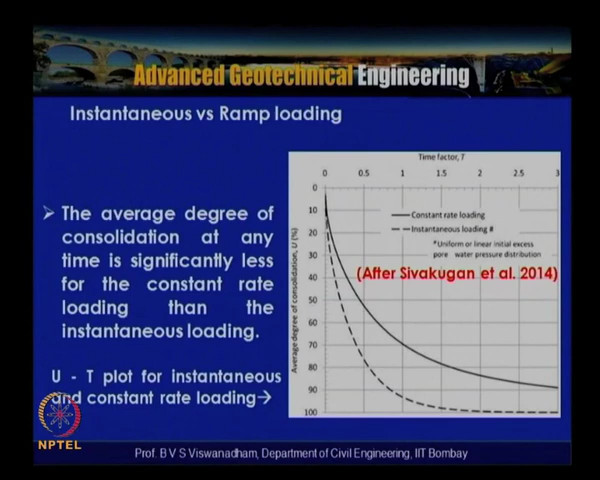 Advanced Geotechnical Engineering
Instantaneous vs Ramp loading
➢ The average degree of
consolidation at any
time is significantly less
for the constant rate
loading than the
instantaneous loading.
U - T plot for instantaneous
and constant rate loading→
Time factor, T
0 0.5 1 1.5 2 2.5 3
Average degree of consolidation, U (%)
0
10
20
30
40
50
60
70
80
90
100
Constant rate loading
Instantaneous loading #
#Uniform or linear initial excess
pore water pressure distribution
(After Sivakugan et al. 2014)
NPTEL
Prof. B V S Viswanadham, Department of Civil Engineering, IIT Bombay